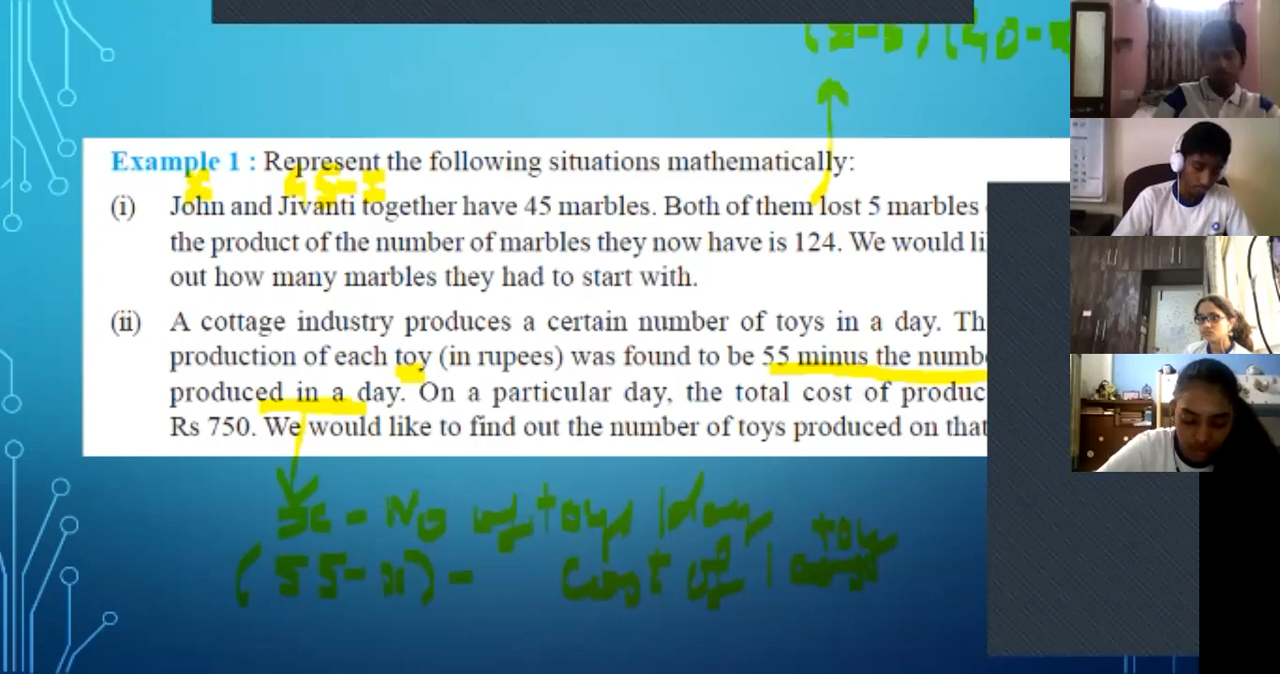 (x-5)(40-x
Example 1 : Represent the following situations mathematically:
x 45-x
(i) John and Jivanti together have 45 marbles. Both of them lost 5 marbles
the product of the number of marbles they now have is 124. We would li
out how many marbles they had to start with.
(ii) A cottage industry produces a certain number of toys in a day. Th
production of each toy (in rupees) was found to be 55 minus the numb
produced in a day. On a particular day, the total cost of produc
Rs 750. We would like to find out the number of toys produced on that
x - No of toys/day
(55-x) - Cost of 1 toy